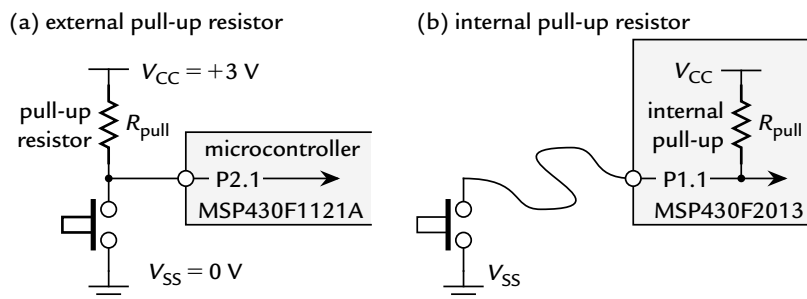 (a) external pull-up resistor
V_CC = +3 V
pull-up
resistor
R_pull
microcontroller
P2.1
MSP430F1121A
V_SS = 0 V
(b) internal pull-up resistor
V_CC
internal
pull-up
R_pull
P1.1
MSP430F2013
V_SS